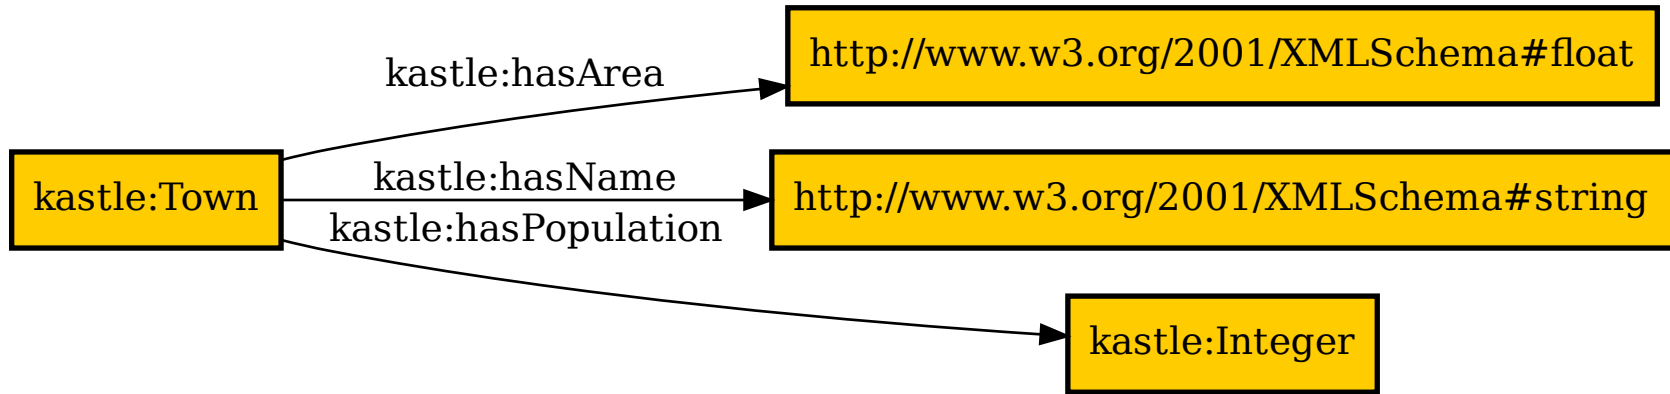 kastle:Town
kastle:hasArea
http://www.w3.org/2001/XMLSchema#float
kastle:hasName
http://www.w3.org/2001/XMLSchema#string
kastle:hasPopulation
kastle:Integer